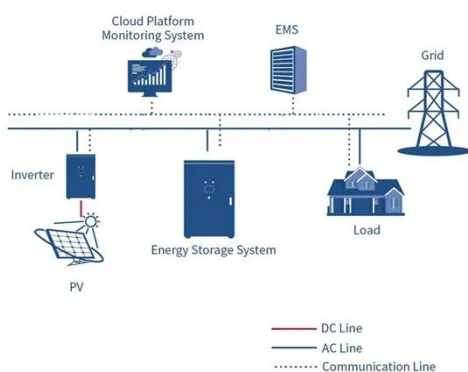 Cloud Platform
Monitoring System
EMS
Grid
Inverter
Energy Storage System
Load
PV
DC Line
AC Line
Communication Line